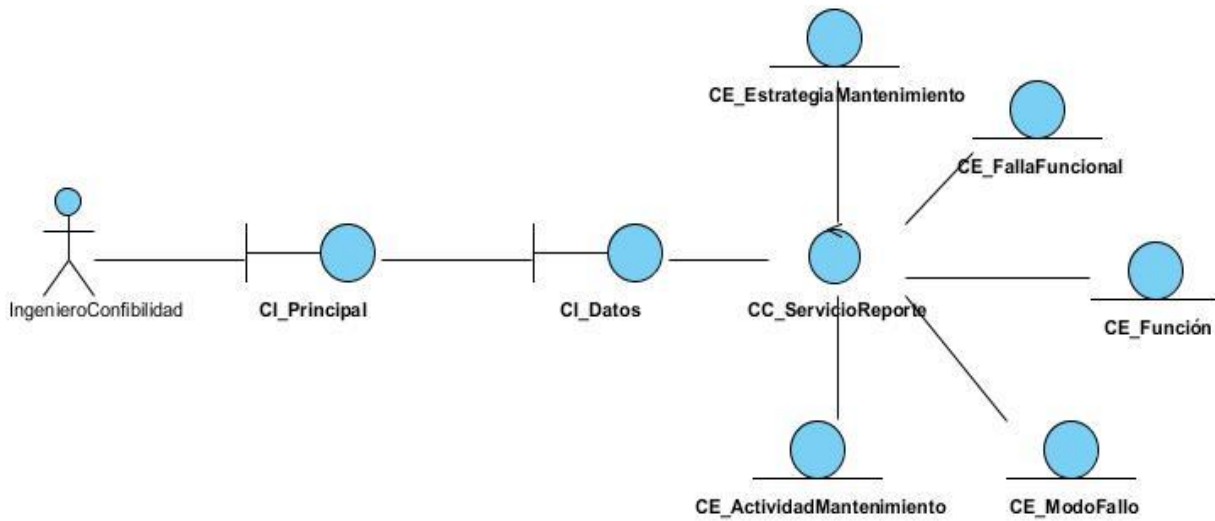 CE_EstrategiaMantenimiento
CE_FallaFuncional
IngenieroConfibilidad
CI_Principal
CI_Datos
CC_ServicioReporte
CE_Función
CE_ActividadMantenimiento
CE_ModoFallo